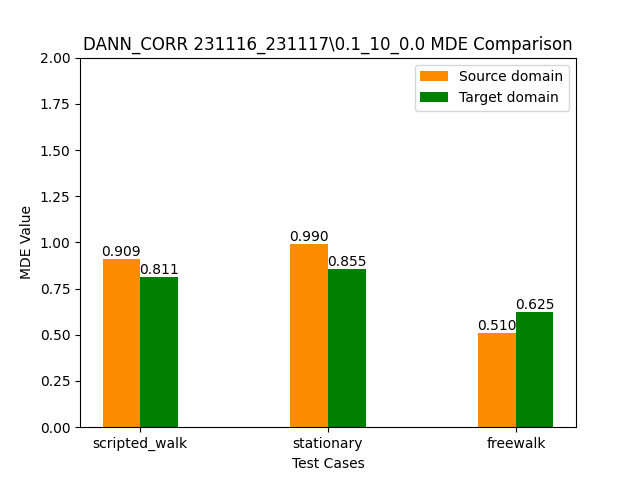 DANN_CORR 231116_231117\0.1_10_0.0 MDE Comparison
2.00
1.75
1.50
1.25
1.00
0.75
0.50
0.25
0.00
MDE Value
Source domain
Target domain
0.909
0.811
0.990
0.855
0.510
0.625
scripted_walk
stationary
freewalk
Test Cases